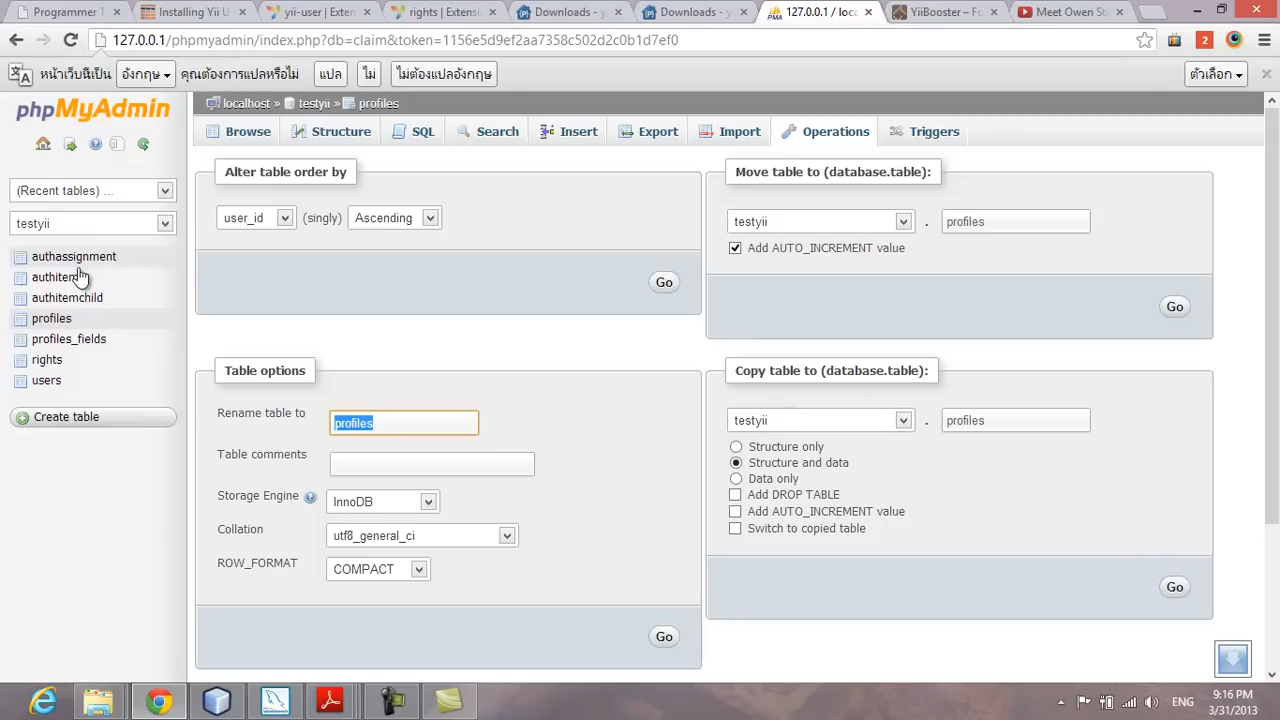 Programmer T
Installing Yii U
yii-user | Exten
rights | Extensi
Downloads - y
Downloads - y
127.0.0.1 / loca
YiiBooster – F
Meet Owen St
127.0.0.1/phpmyadmin/index.php?db=claim&token=1156e5d9ef2aa7358c502d2c0b1d7ef0
2
หน้าเว็บนี้เป็น อังกฤษ คุณต้องการแปลหรือไม่ แปล ไม่ ไม่ต้องแปลอังกฤษ ตัวเลือก
phpMyAdmin
(Recent tables) ...
testyii
authassignment
authitem
authitemchild
profiles
profiles_fields
rights
users
Create table
localhost » testyii » profiles
Browse Structure SQL Search Insert Export Import Operations Triggers
Alter table order by
user_id (singly) Ascending
Go
Move table to (database.table):
testyii . profiles
Add AUTO_INCREMENT value
Go
Table options
Rename table to profiles
Table comments
Storage Engine InnoDB
Collation utf8_general_ci
ROW_FORMAT COMPACT
Go
Copy table to (database.table):
testyii . profiles
Structure only
Structure and data
Data only
Add DROP TABLE
Add AUTO_INCREMENT value
Switch to copied table
Go
ENG
9:16 PM
3/31/2013